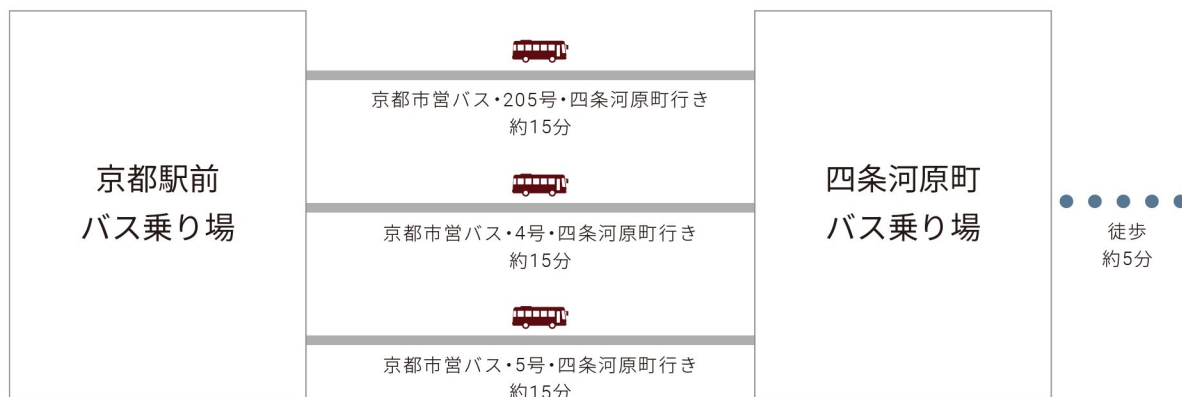 京都市営バス・205号・四条河原町行き
約15分
京都駅前
バス乗り場
京都市営バス・4号・四条河原町行き
約15分
四条河原町
バス乗り場
徒歩
約5分
京都市営バス・5号・四条河原町行き
約15分